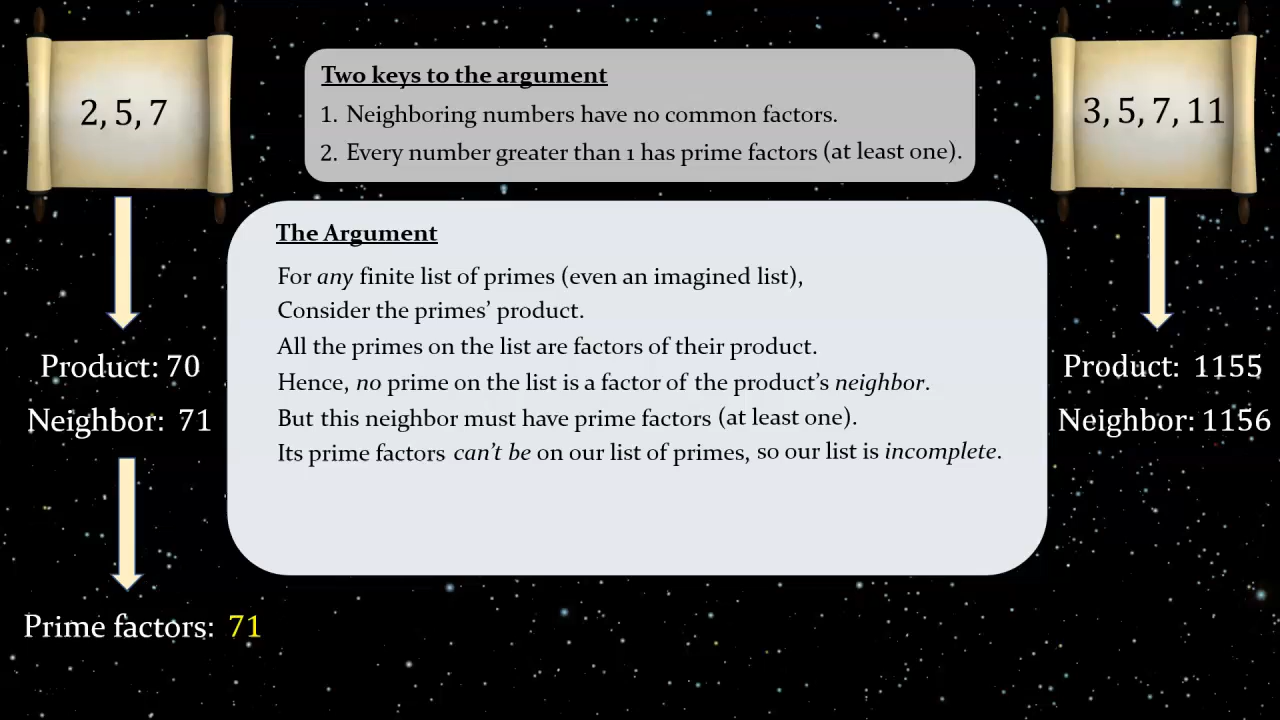 2, 5, 7
Two keys to the argument
1. Neighboring numbers have no common factors.
2. Every number greater than 1 has prime factors (at least one).
3, 5, 7, 11
The Argument
For any finite list of primes (even an imagined list),
Consider the primes’ product.
All the primes on the list are factors of their product.
Hence, no prime on the list is a factor of the product’s neighbor.
But this neighbor must have prime factors (at least one).
Its prime factors can’t be on our list of primes, so our list is incomplete.
Product: 70
Neighbor: 71
Prime factors: 71
Product: 1155
Neighbor: 1156